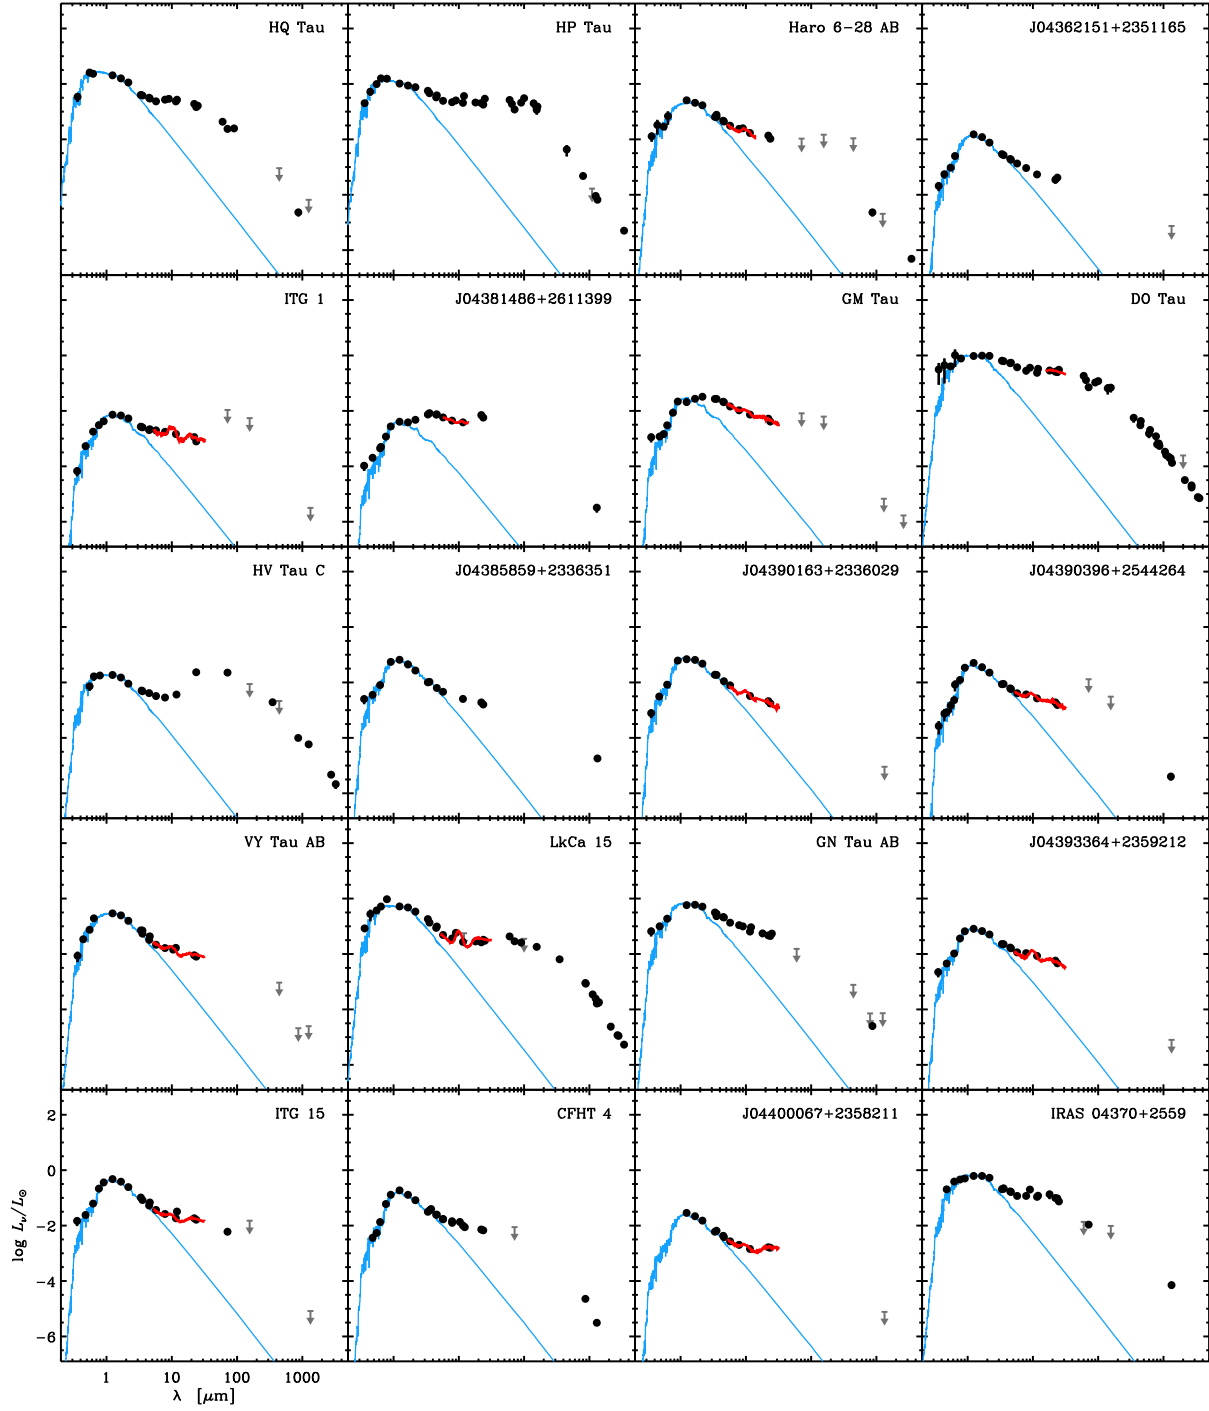 HQ Tau
HP Tau
Haro 6−28 AB
J04362151+2351165
ITG 1
J04381486+2611399
GM Tau
DO Tau
HV Tau C
J04385859+2336351
J04390163+2336029
J04390396+2544264
VY Tau AB
LkCa 15
GN Tau AB
J04393364+2359212
ITG 15
CFHT 4
J04400067+2358211
IRAS 04370+2559
2
0
−2
−4
−6
log Lν/L⊙
1 10 100 1000
λ [μm]